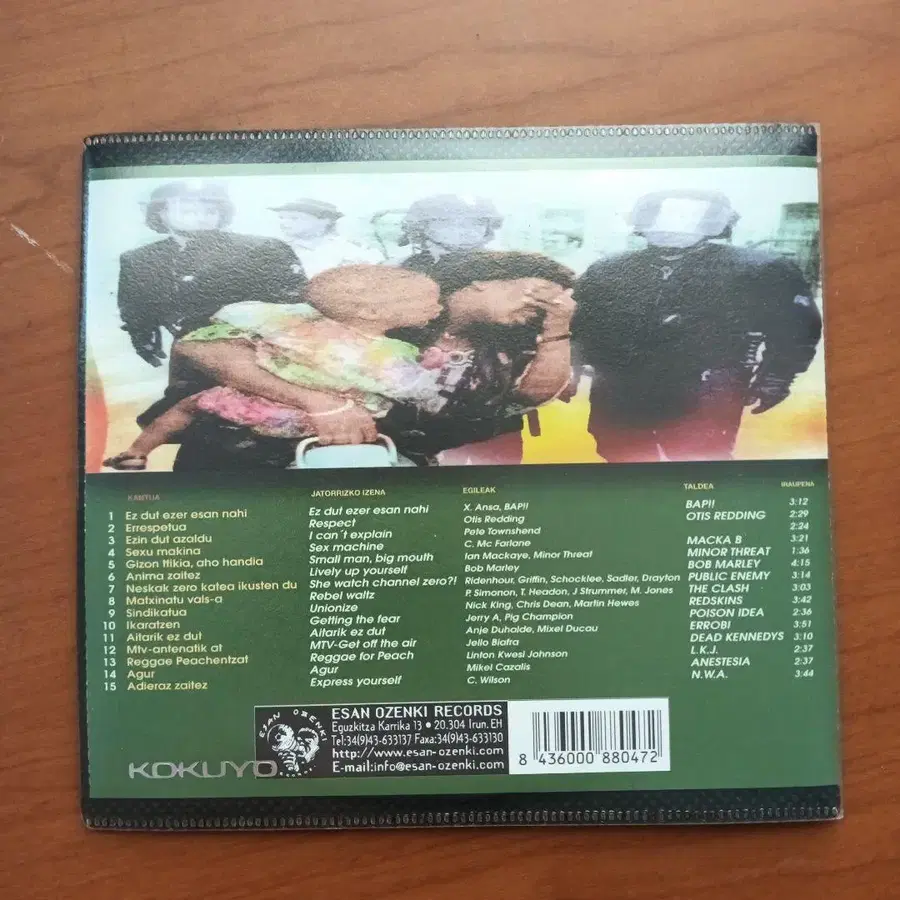 KANTUA JATORRIZKO IZENA EGILEAK TALDEA IRAUPENA
1 Ez dut ezer esan nahi Ez dut ezer esan nahi X. Ansa, BAP!! BAP!! 3:12
2 Errespetua Respect Otis Redding OTIS REDDING 2:29
3 Ezin dut azaldu I can´t explain Pete Townshend 2:24
4 Sexu makina Sex machine C. Mc Farlane MACKA B 3:21
5 Gizon ttikia, aho handia Small man, big mouth Ian Mackaye, Minor Threat MINOR THREAT 1:36
6 Anima zaitez Lively up yourself Bob Marley BOB MARLEY 4:15
7 Neskak zero katea ikusten du She watch channel zero?! Ridenhour, Griffin, Schocklee, Sadler, Drayton PUBLIC ENEMY 3:14
8 Matxinatu vals-a Rebel waltz P. Simonon, T. Headon, J Strummer, M. Jones THE CLASH 3:03
9 Sindikatua Unionize Nick King, Chris Dean, Martin Hewes REDSKINS 3:42
10 Ikaratzen Getting the fear Jerry A, Pig Champion POISON IDEA 2:36
11 Aitarik ez dut Aitarik ez dut Anje Duhalde, Mixel Ducau ERROBI 3:51
12 Mtv-antenatik at MTV-Get off the air Jello Biafra DEAD KENNEDYS 3:10
13 Reggae Peachentzat Reggae for Peach Linton Kwesi Johnson L.K.J. 2:37
14 Agur Agur Mikel Cazalis ANESTESIA 2:37
15 Adieraz zaitez Express yourself C. Wilson N.W.A. 3:44
ESAN OZENKI
ESAN OZENKI RECORDS
Eguzkitza Karrika 13 • 20.304 Irun. EH
Tel:34(9)43-633137 Faxa:34(9)43-633130
http://www.esan-ozenki.com
E-mail:info@esan-ozenki.com
8 436000 880472
KOKUYO